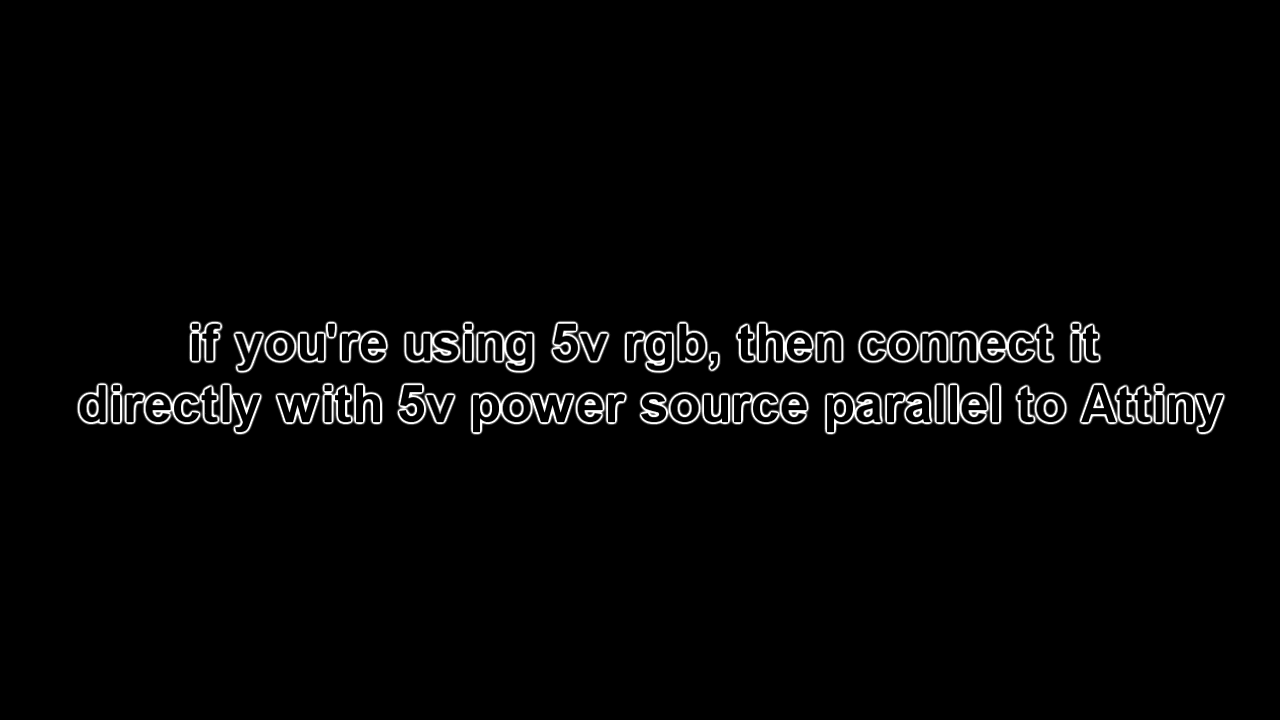 if you're using 5v rgb, then connect it
directly with 5v power source parallel to Attiny